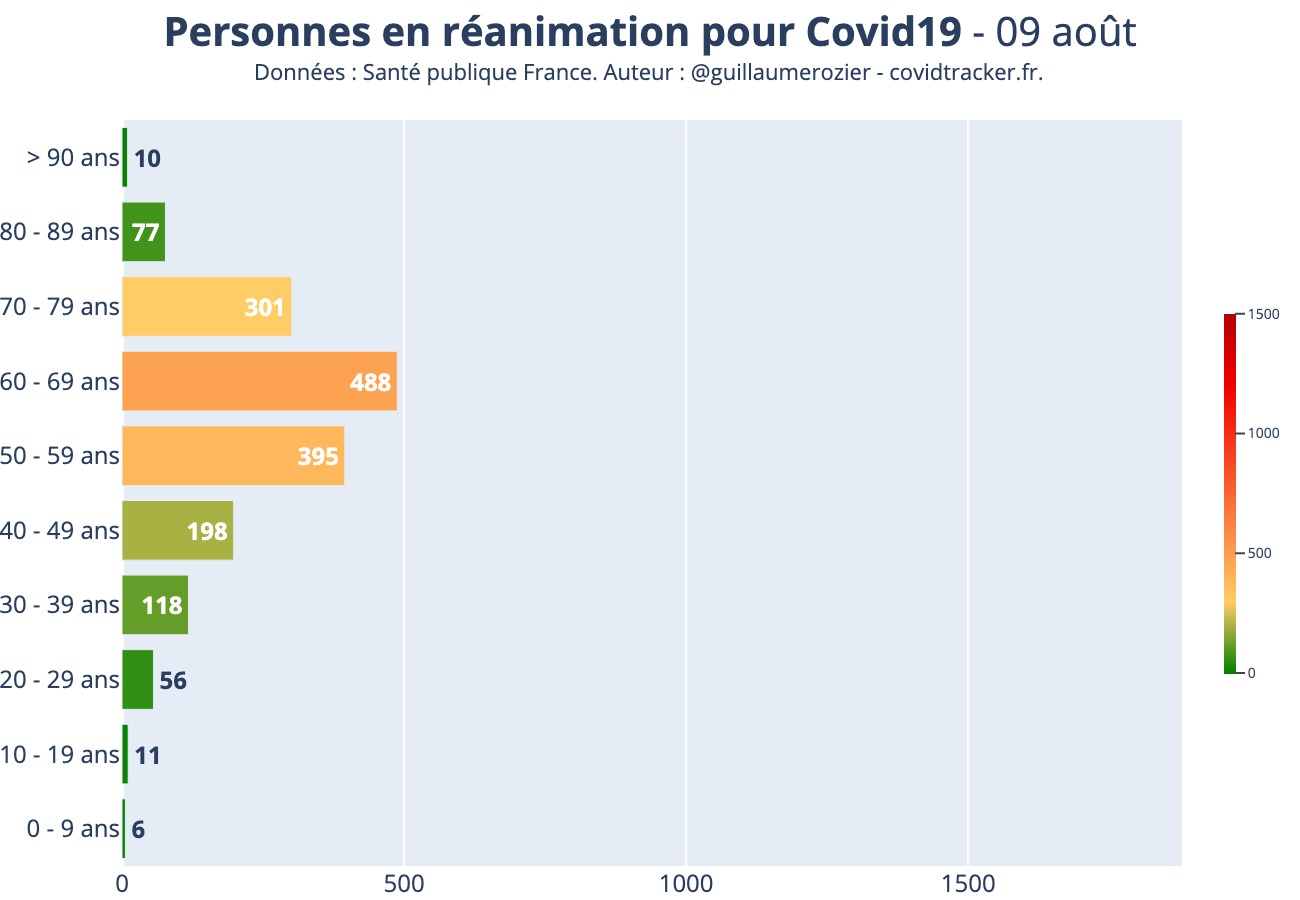 Personnes en réanimation pour Covid19 - 09 août
Données : Santé publique France. Auteur : @guillaumerozier - covidtracker.fr.
> 90 ans 10
80 - 89 ans 77
70 - 79 ans 301
60 - 69 ans 488
50 - 59 ans 395
40 - 49 ans 198
30 - 39 ans 118
20 - 29 ans 56
10 - 19 ans 11
0 - 9 ans 6
0 500 1000 1500
1500
1000
500
0